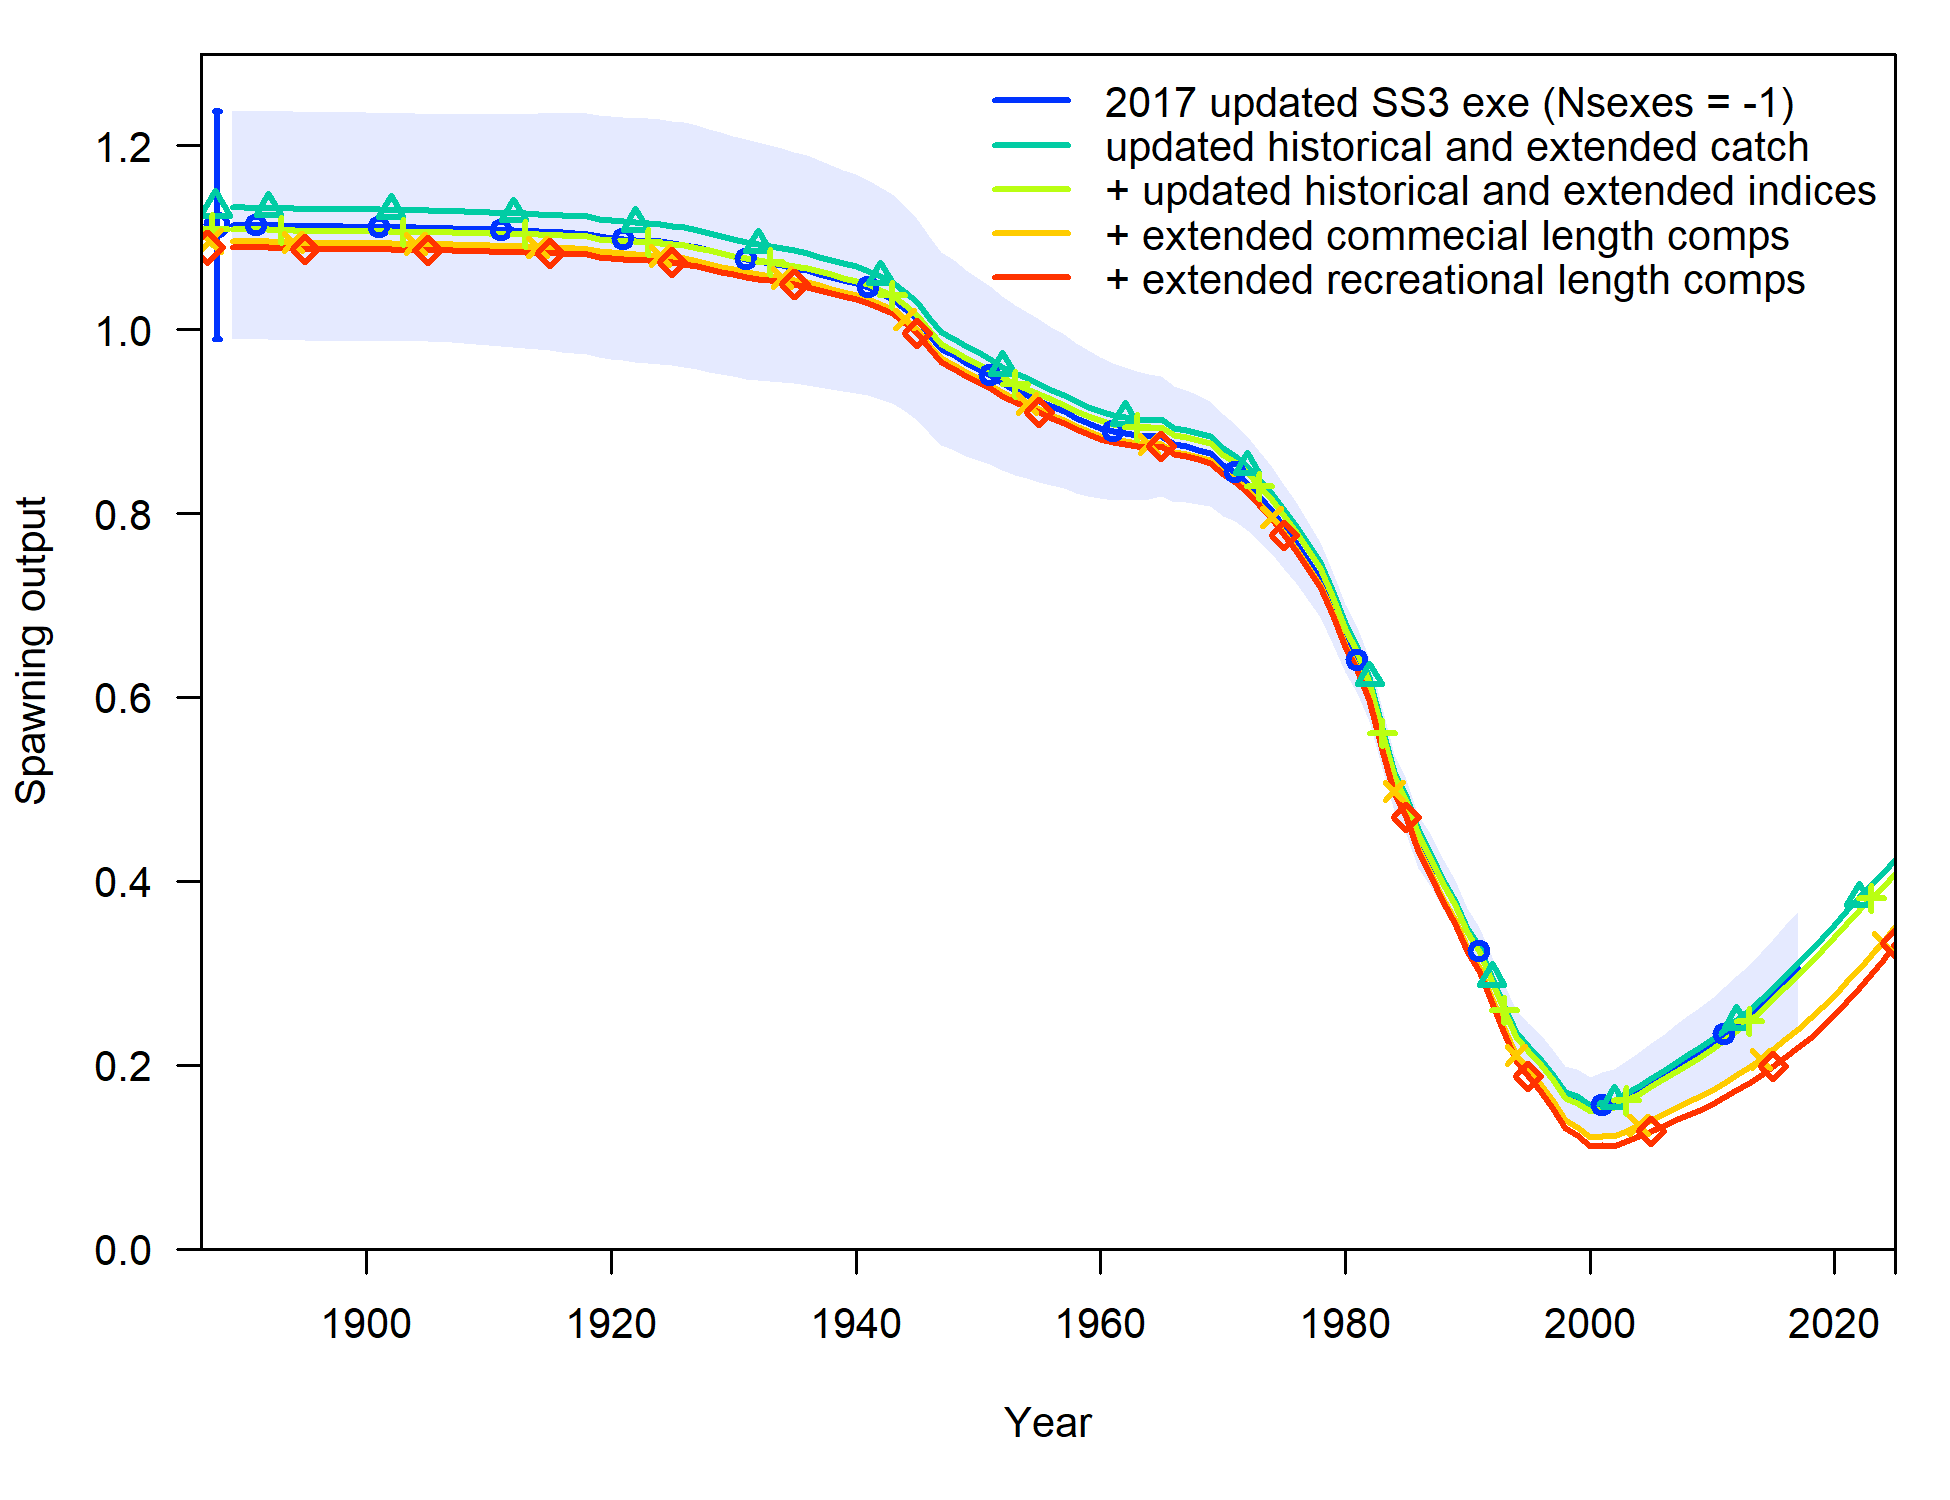 2017 updated SS3 exe (Nsexes = -1)
updated historical and extended catch
+ updated historical and extended indices
+ extended commecial length comps
+ extended recreational length comps
Spawning output
1.2
1.0
0.8
0.6
0.4
0.2
0.0
1900 1920 1940 1960 1980 2000 2020
Year